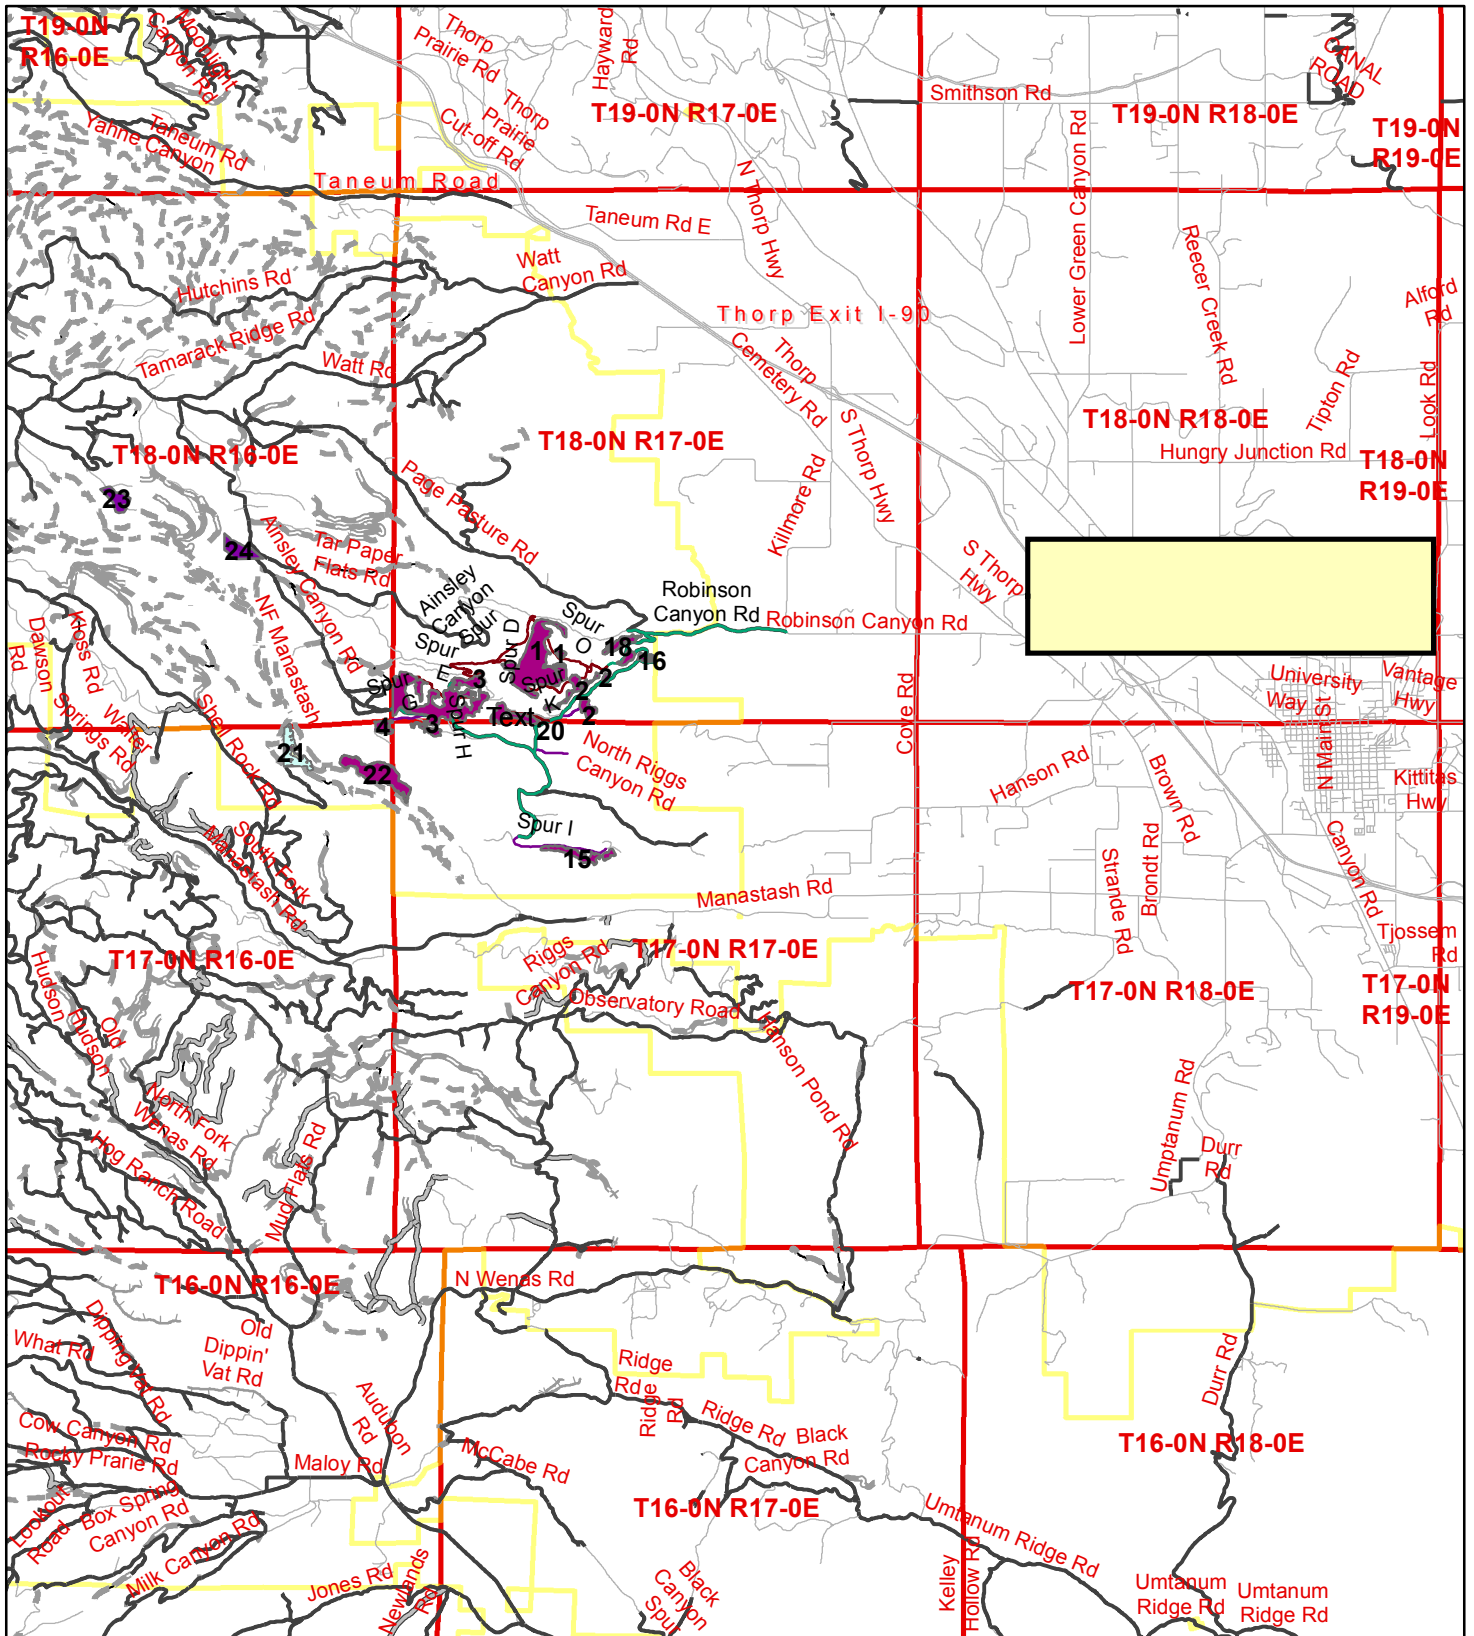 T19-0N
R16-0E
Moonlight
Canyon Rd
Thorp
Prairie Rd
Hayward
Rd
Thorp
Prairie
Cut-off Rd
T19-0N R17-0E
Smithson Rd
CANAL
ROAD
T19-0N R18-0E
T19-0N
R19-0E
Taneum Rd
Yahne Canyon
Taneum Road
Taneum Rd E
N Thorp Hwy
Lower Green Canyon Rd
Reecer Creek Rd
Watt
Canyon Rd
Hutchins Rd
Tamarack Ridge Rd
Watt Rd
Thorp Exit I-90
Alford
Rd
Thorp
Cemetery Rd
Tipton Rd
Look Rd
T18-0N R16-0E
T18-0N R17-0E
T18-0N R18-0E
Hungry Junction Rd
T18-0N
R19-0E
S Thorp Hwy
Killmore Rd
Page Pasture Rd
23
24
Ainsley Canyon Rd
Tar Paper
Flats Rd
NF Manastash
S Thorp
Hwy
Ainsley
Canyon
Spur
Spur
E
Spur D
Spur
O
Robinson
Canyon Rd
Robinson Canyon Rd
1
1
18
16
Spur
K
2
2
2
3
3
Spur
G
Spur H
4
Text
20
Dawson
Rd
Kloss Rd
Water
Springs Rd
Shell Rock Rd
21
22
North Riggs
Canyon Rd
Cove Rd
University
Way
Vantage
Hwy
N Main St
Kittitas
Hwy
Hanson Rd
Brown Rd
Spur I
15
South Fork
Manastash Rd
Manastash Rd
Strande Rd
Brondt Rd
Canyon Rd
Tjossem
Rd
T17-0N R16-0E
T17-0N R17-0E
T17-0N R18-0E
T17-0N
R19-0E
Riggs
Canyon Rd
Observatory Road
Hanson Pond Rd
Hudson
Old
Hudson
North Fork
Wenas Rd
Hog Ranch Road
Mud Flats Rd
Umptanum Rd
Durr
Rd
T16-0N R16-0E
N Wenas Rd
Old
Dippin'
Vat Rd
Dipping Vat Rd
What Rd
Audubon
Rd
Ridge
Rd
Ridge
Rd
Ridge Rd
Black
Canyon Rd
Durr Rd
Cow Canyon Rd
Rocky Prarie Rd
Maloy Rd
McCabe Rd
T16-0N R18-0E
T16-0N R17-0E
Lookout
Road
Box Spring
Canyon Rd
Milk Canyon Rd
Jones Rd
Newlands
Rd
Black
Canyon
Spur
Umtanum Ridge Rd
Kelley
Hollow Rd
Umtanum
Ridge Rd
Umtanum
Ridge Rd